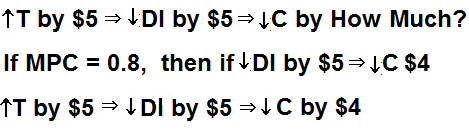 ↑T by $5 ⇒ ↓DI by $5 ⇒ ↓C by How Much?
If MPC = 0.8, then if ↓DI by $5 ⇒ ↓C $4
↑T by $5 ⇒ ↓DI by $5 ⇒ ↓C by $4